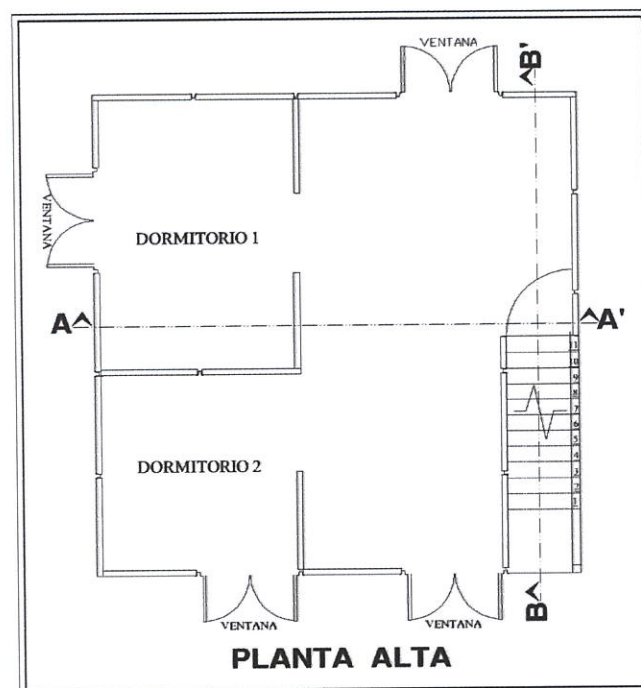 VENTANA
B'
VENTANA
DORMITORIO 1
A
A'
11
10
9
8
7
6
5
4
3
2
1
DORMITORIO 2
B
VENTANA
VENTANA
PLANTA ALTA